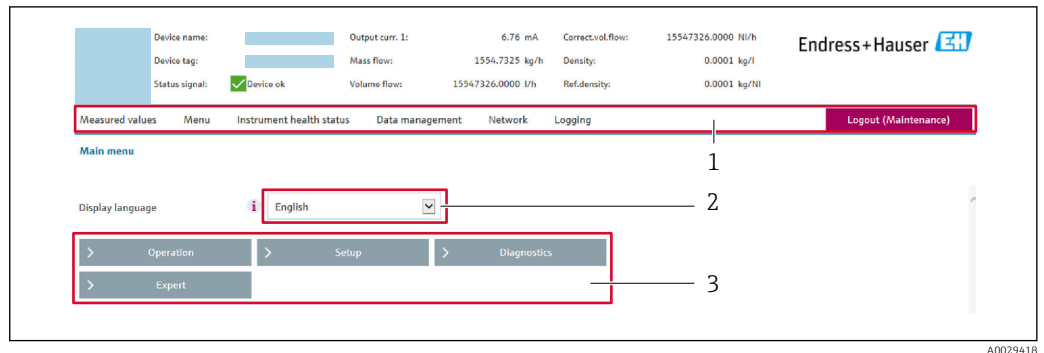 Device name: Output curr. 1: 6.76 mA Correct.vol.flow: 15547326.0000 Nl/h
Endress+Hauser EH
Device tag: Mass flow: 1554.7325 kg/h Density: 0.0001 kg/l
Status signal: Device ok Volume flow: 15547326.0000 l/h Ref.density: 0.0001 kg/Nl
Measured values Menu Instrument health status Data management Network Logging Logout (Maintenance)
1
Main menu
Display language i English 2
> Operation > Setup > Diagnostics
> Expert 3
A0029418